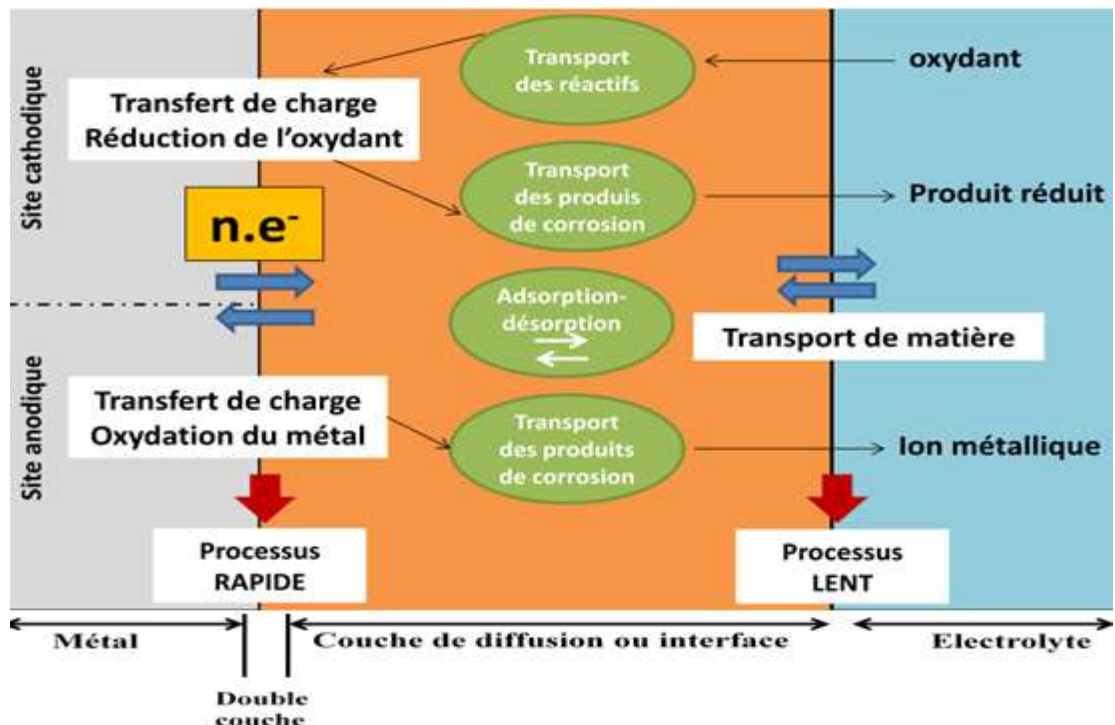 Transport
des réactifs
oxydant
Transfert de charge
Réduction de l'oxydant
Site cathodique
Transport
des produis
de corrosion
Produit réduit
n.e-
Adsorption-
désorption
Transport de matière
Site anodique
Transfert de charge
Oxydation du métal
Transport
des produits
de corrosion
Ion métallique
Processus
RAPIDE
Processus
LENT
Métal
Couche de diffusion ou interface
Electrolyte
Double
couche